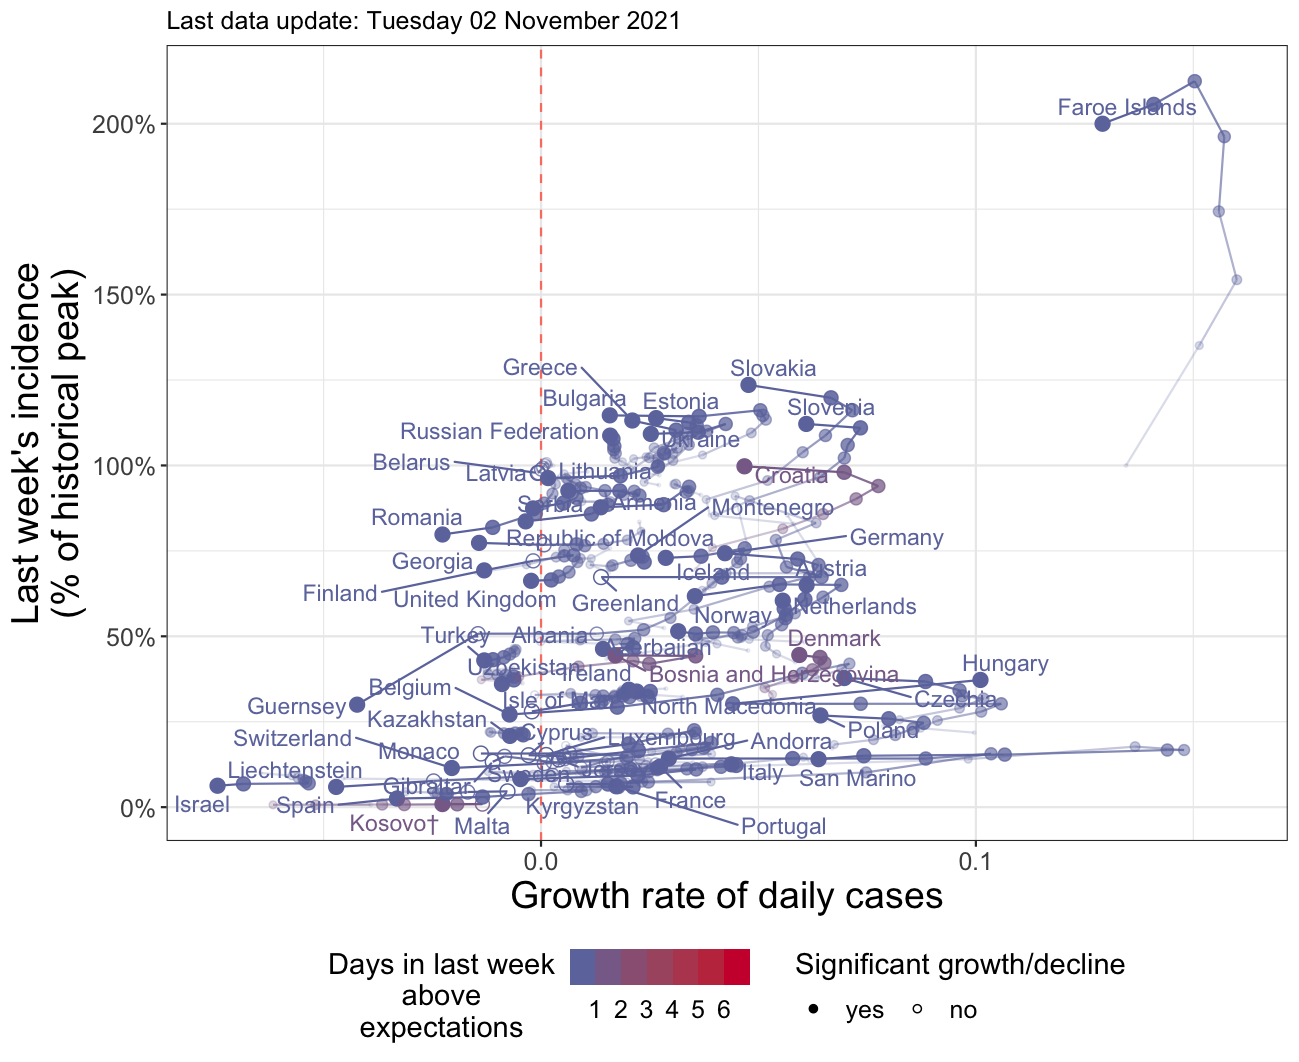 Last data update: Tuesday 02 November 2021
Last week's incidence
(% of historical peak)
200%
150%
100%
50%
0%
Faroe Islands
Greece
Slovakia
Bulgaria
Estonia
Slovenia
Russian Federation
Ukraine
Belarus
Latvia
Lithuania
Croatia
Serbia
Armenia
Montenegro
Romania
Republic of Moldova
Germany
Georgia
Iceland
Austria
Finland
United Kingdom
Greenland
Norway
Netherlands
Turkey
Albania
Azerbaijan
Denmark
Uzbekistan
Ireland
Bosnia and Herzegovina
Hungary
Belgium
Isle of Man
Czechia
Guernsey
North Macedonia
Kazakhstan
Cyprus
Poland
Switzerland
Monaco
Luxembourg
Andorra
Liechtenstein
Gibraltar
Sweden
Italy
San Marino
Israel
Spain
Kyrgyzstan
France
Kosovo†
Malta
Portugal
0.0
0.1
Growth rate of daily cases
Days in last week
above
expectations
1 2 3 4 5 6
Significant growth/decline
yes
no